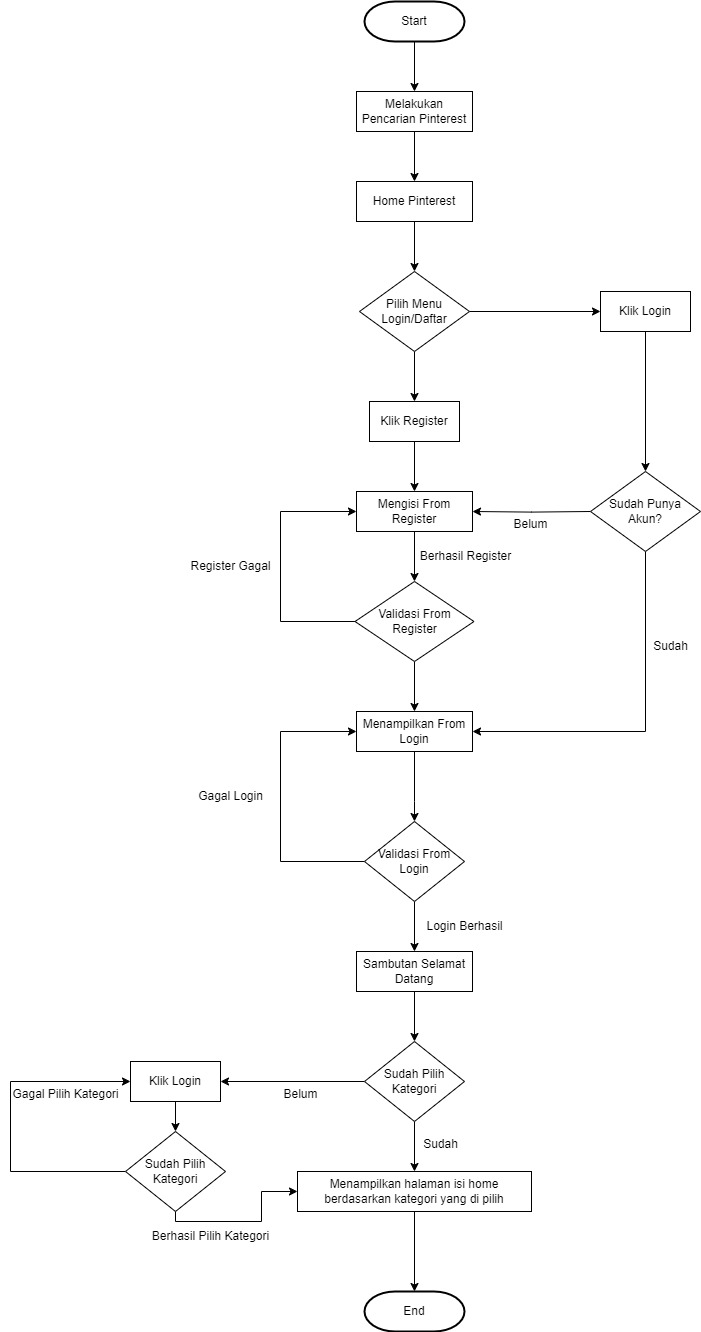 Start
Melakukan
Pencarian Pinterest
Home Pinterest
Pilih Menu
Login/Daftar
Klik Login
Klik Register
Mengisi From
Register
Sudah Punya
Akun?
Belum
Berhasil Register
Register Gagal
Validasi From
Register
Sudah
Menampilkan From
Login
Gagal Login
Validasi From
Login
Login Berhasil
Sambutan Selamat
Datang
Sudah Pilih
Kategori
Klik Login
Belum
Gagal Pilih Kategori
Sudah
Sudah Pilih
Kategori
Menampilkan halaman isi home
berdasarkan kategori yang di pilih
Berhasil Pilih Kategori
End